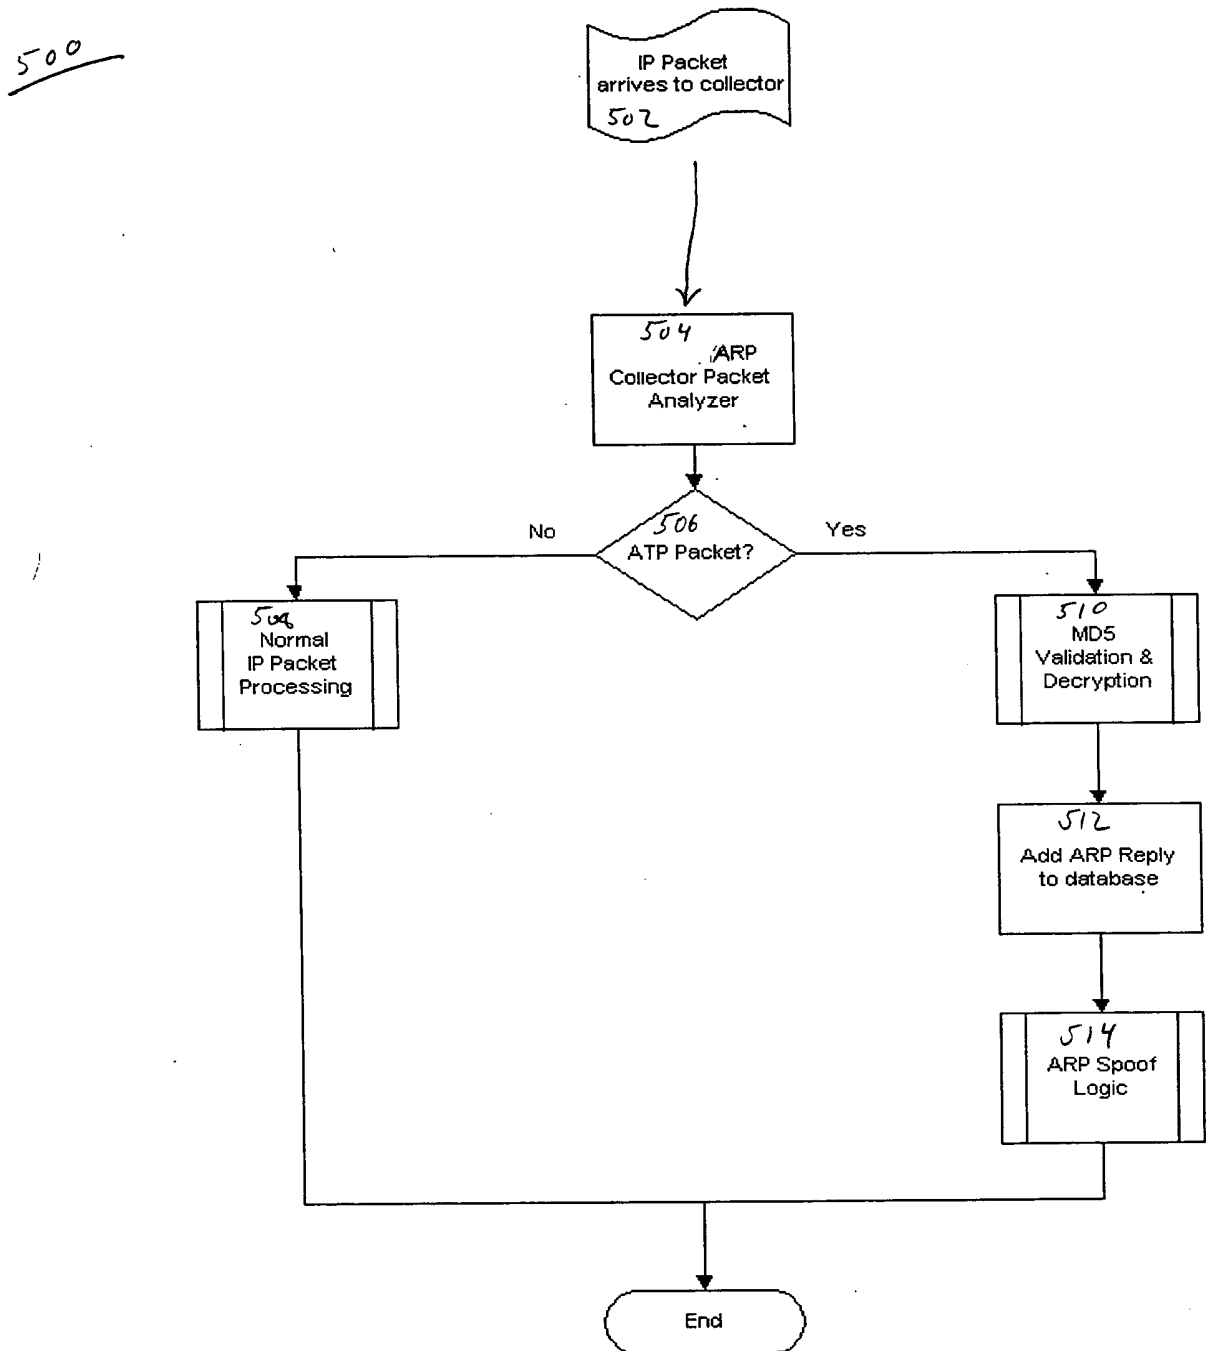 500
IP Packet
arrives to collector
502
504
ARP
Collector Packet
Analyzer
No
506
Yes
ATP Packet?
508
Normal
IP Packet
Processing
510
MD5
Validation &
Decryption
512
Add ARP Reply
to database
514
ARP Spoof
Logic
End